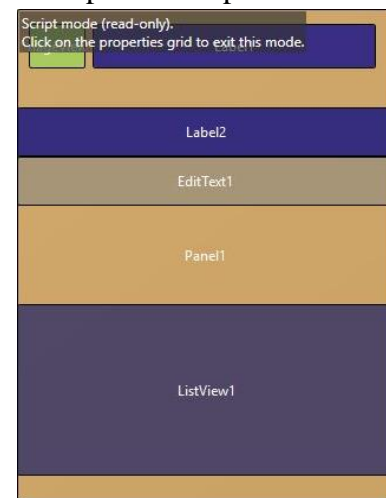 Script mode (read-only).
Click on the properties grid to exit this mode.
Label2
EditText1
Panel1
ListView1